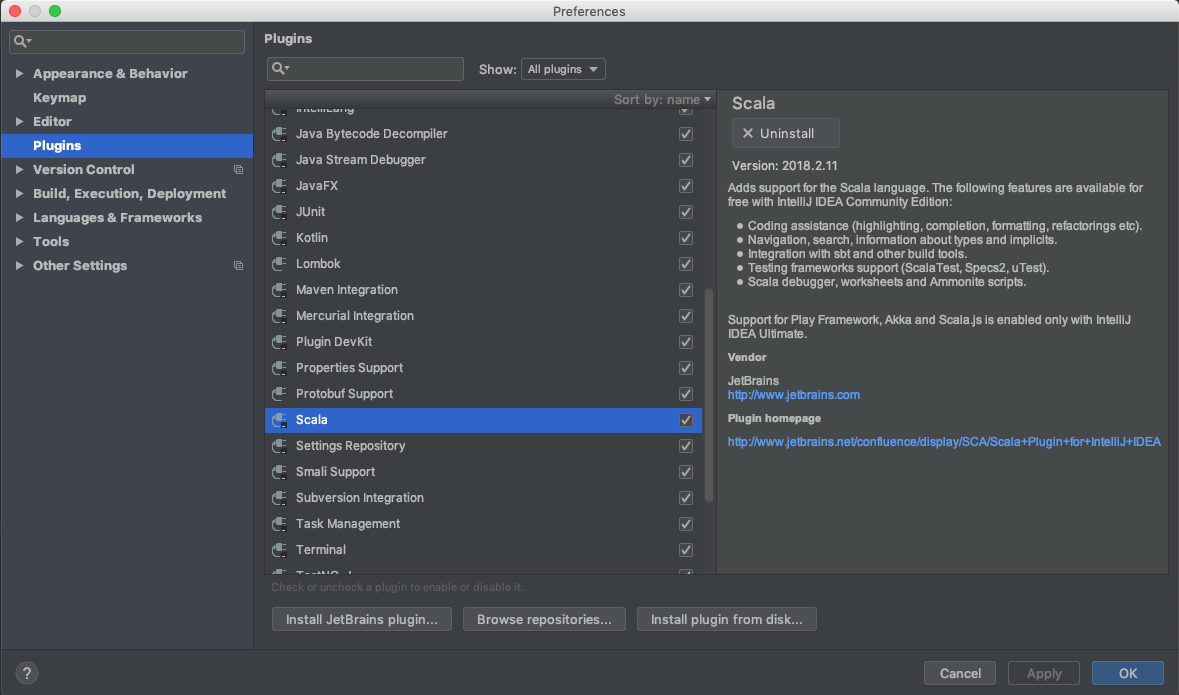 Preferences
Appearance & Behavior
Keymap
Editor
Plugins
Version Control
Build, Execution, Deployment
Languages & Frameworks
Tools
Other Settings
Plugins
Show: All plugins
Sort by: name
IntelliLang
Java Bytecode Decompiler
Java Stream Debugger
JavaFX
JUnit
Kotlin
Lombok
Maven Integration
Mercurial Integration
Plugin DevKit
Properties Support
Protobuf Support
Scala
Settings Repository
Smali Support
Subversion Integration
Task Management
Terminal
Check or uncheck a plugin to enable or disable it.
Install JetBrains plugin...
Browse repositories...
Install plugin from disk...
Scala
Uninstall
Version: 2018.2.11
Adds support for the Scala language. The following features are available for
free with IntelliJ IDEA Community Edition:
● Coding assistance (highlighting, completion, formatting, refactorings etc).
● Navigation, search, information about types and implicits.
● Integration with sbt and other build tools.
● Testing frameworks support (ScalaTest, Specs2, uTest).
● Scala debugger, worksheets and Ammonite scripts.
Support for Play Framework, Akka and Scala.js is enabled only with IntelliJ
IDEA Ultimate.
Vendor
JetBrains
http://www.jetbrains.com
Plugin homepage
http://www.jetbrains.net/confluence/display/SCA/Scala+Plugin+for+IntelliJ+IDEA
?
Cancel
Apply
OK